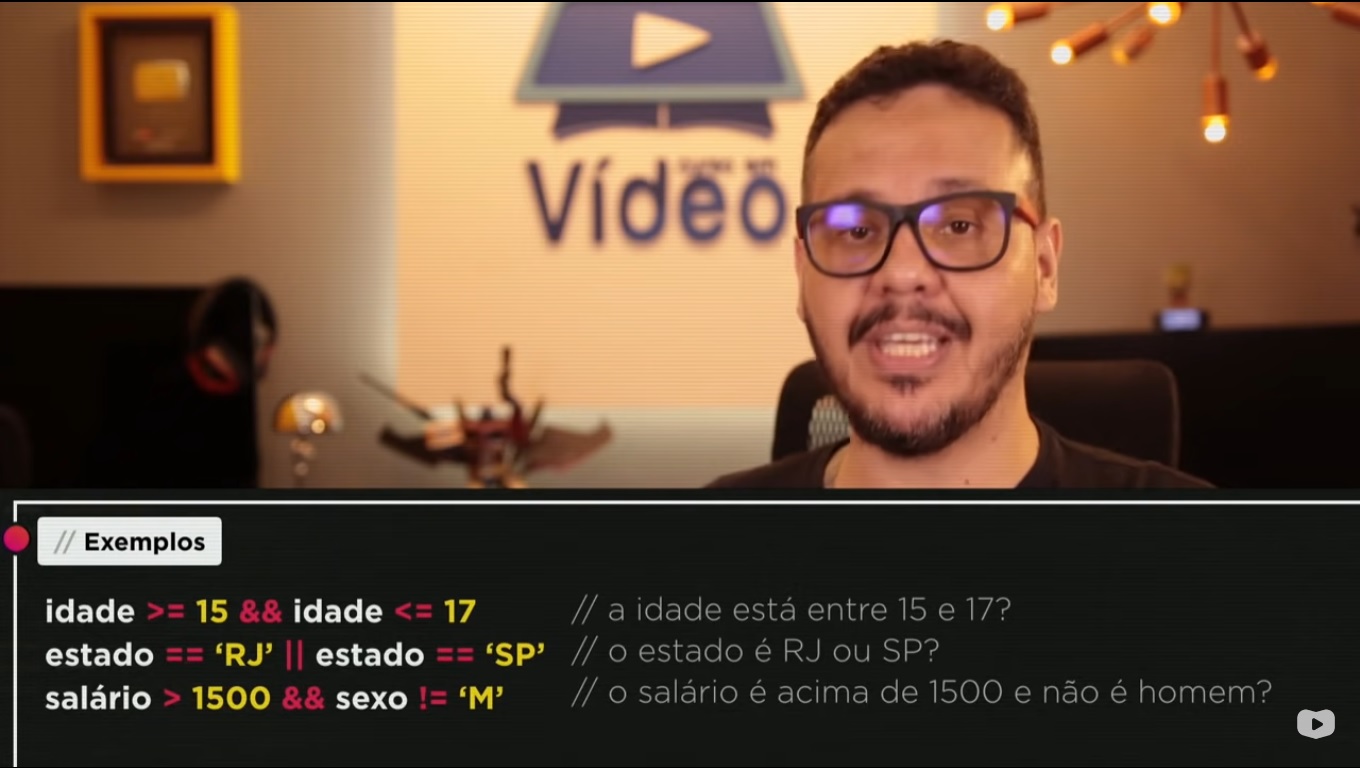 Vídeo
// Exemplos
idade >= 15 && idade <= 17 // a idade está entre 15 e 17?
estado == ‘RJ’ || estado == ‘SP’ // o estado é RJ ou SP?
salário > 1500 && sexo != ‘M’ // o salário é acima de 1500 e não é homem?